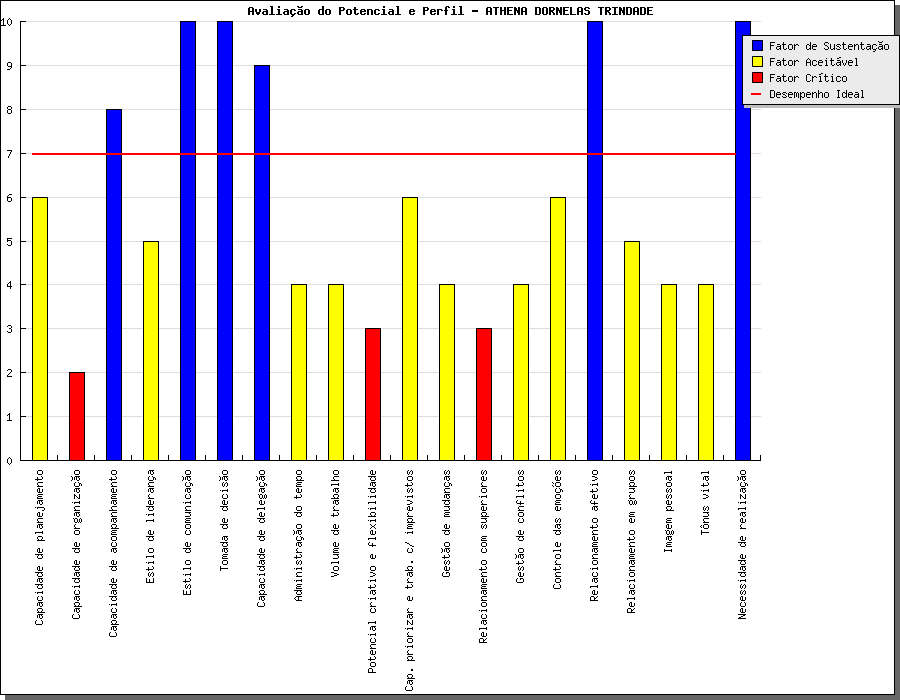 Avaliação do Potencial e Perfil - ATHENA DORNELAS TRINDADE
Fator de Sustentação
Fator Aceitável
Fator Crítico
Desempenho Ideal
10
9
8
7
6
5
4
3
2
1
0
Capacidade de planejamento
Capacidade de organização
Capacidade de acompanhamento
Estilo de liderança
Estilo de comunicação
Tomada de decisão
Capacidade de delegação
Administração do tempo
Volume de trabalho
Potencial criativo e flexibilidade
Cap. priorizar e trab. c/ imprevistos
Gestão de mudanças
Relacionamento com superiores
Gestão de conflitos
Controle das emoções
Relacionamento afetivo
Relacionamento em grupos
Imagem pessoal
Tônus vital
Necessidade de realização